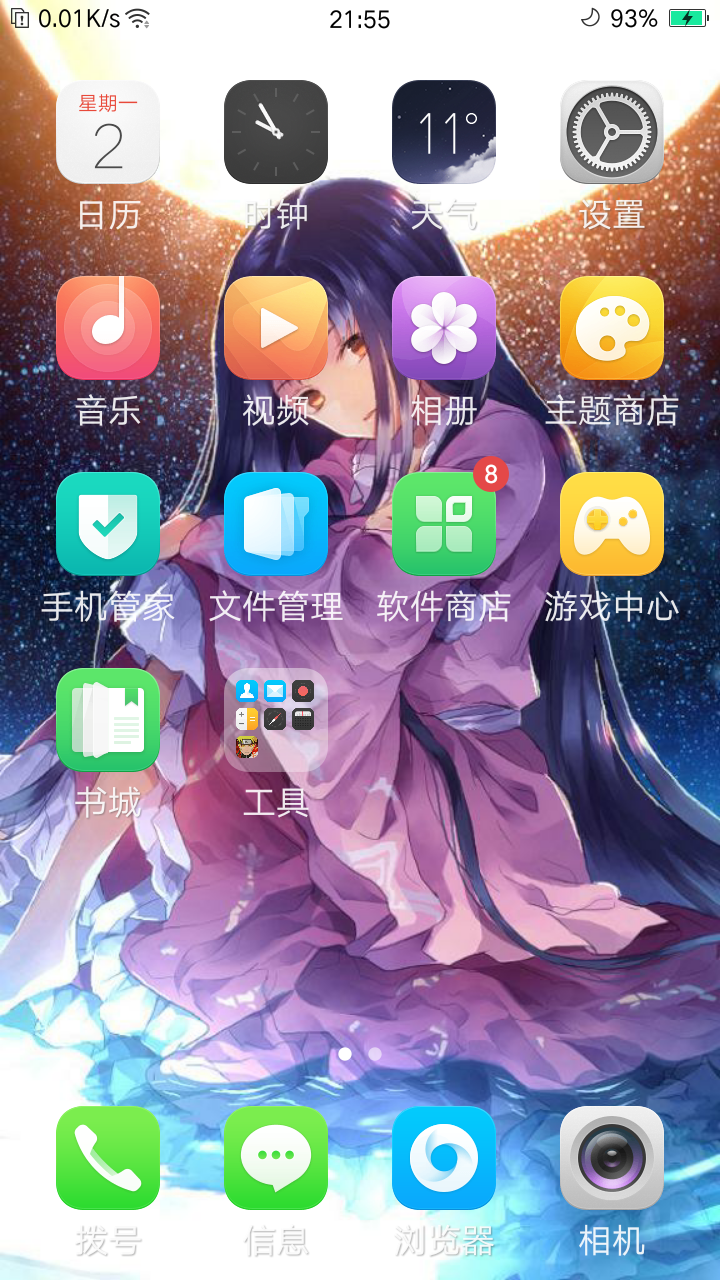 0.01K/s 21:55 93%
星期一
2
11°
日历 时钟 天气 设置
音乐 视频 相册 主题商店
8
手机管家 文件管理 软件商店 游戏中心
书城 工具
拨号 信息 浏览器 相机